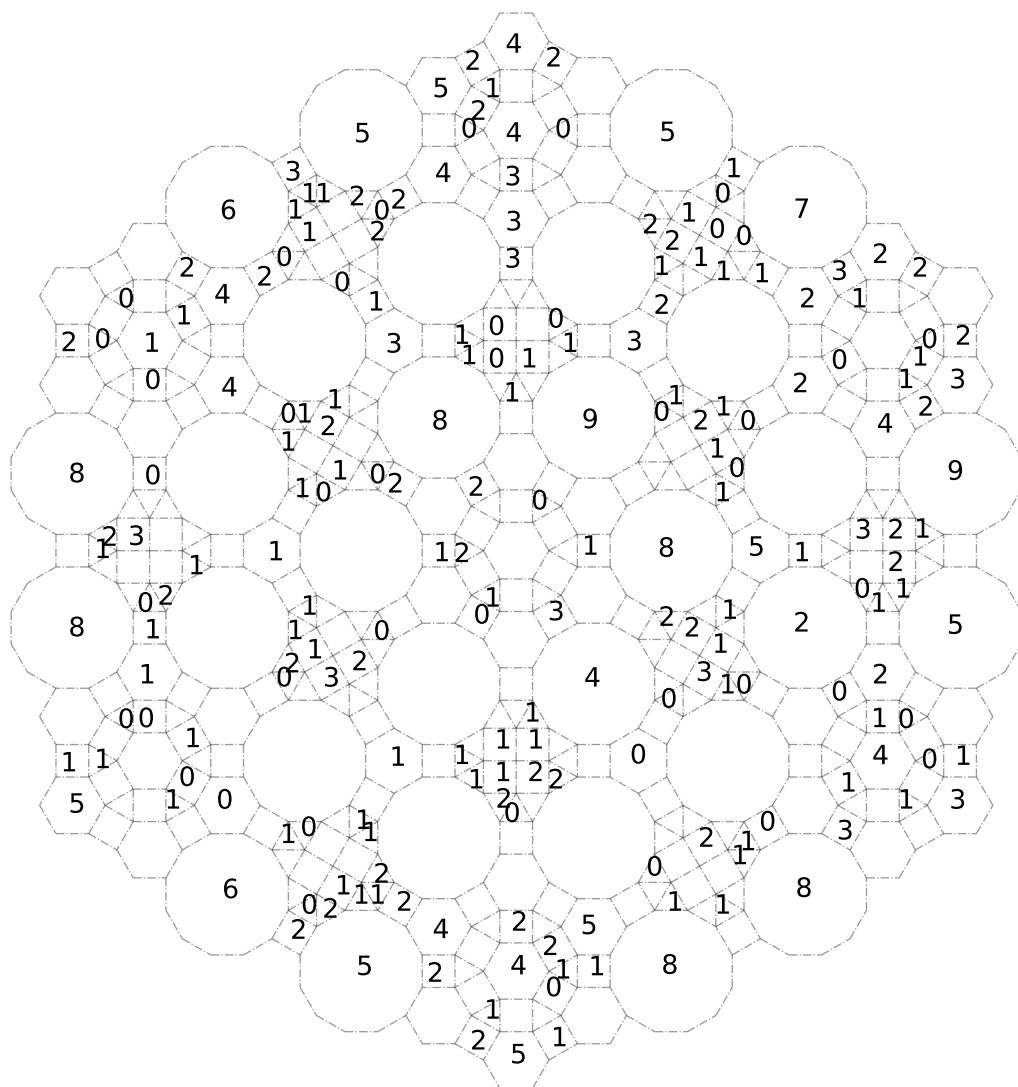 4
2 2
5 1
2
5 0 4 0 5
3 4 3 1
11 2 2 0
6 1 0 1 7
1 2 3 2 2 0 0
0 3 1 1 2
2 2 0 1 1 1 3 2
4 1 2
0 1 2 1
1 0 0
2 0 1 1 1 3 0 2
1 0 1 0 1
0 1 3
4 1 1 2
0 1 1 0 1 2
8 9 2 0 4
2
1 1
8 0 1 0 0 9
1 0 2 2 0 1
2 3 3 2 1
1 1 1 2 1 8 5 1
1 2
0 2 1 3 0 1 1
1 0 2 1
8 1 1 0 2 2 2 5
1 1
2 2
1 0 3 4 3 1 0 2
0 0
0 0 1 1 0
1 1 1
1 1 1 1 0 4 0 1
0 1 1 2 2 1
5 1 0 2 1 3
0
1 0 1 1 0 3
2 1
1
2 0
6 1 1 1 8
0 2 2 1 1
2 4 2 5
2
5 2 4 1 1 8
0
1
2 1
5